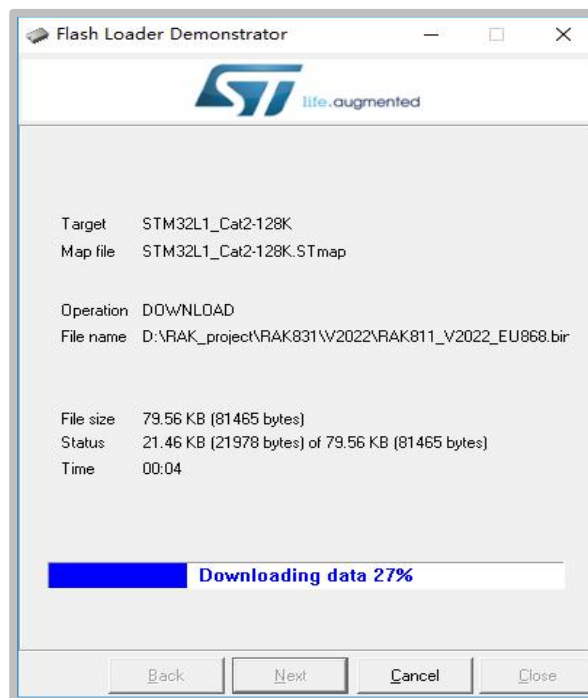 Flash Loader Demonstrator
ST life.augmented
Target STM32L1_Cat2-128K
Map file STM32L1_Cat2-128K.STmap
Operation DOWNLOAD
File name D:\RAK_project\RAK831\V2022\RAK811_V2022_EU868.bin
File size 79.56 KB (81465 bytes)
Status 21.46 KB (21978 bytes) of 79.56 KB (81465 bytes)
Time 00:04
Downloading data 27%
Back Next Cancel Close